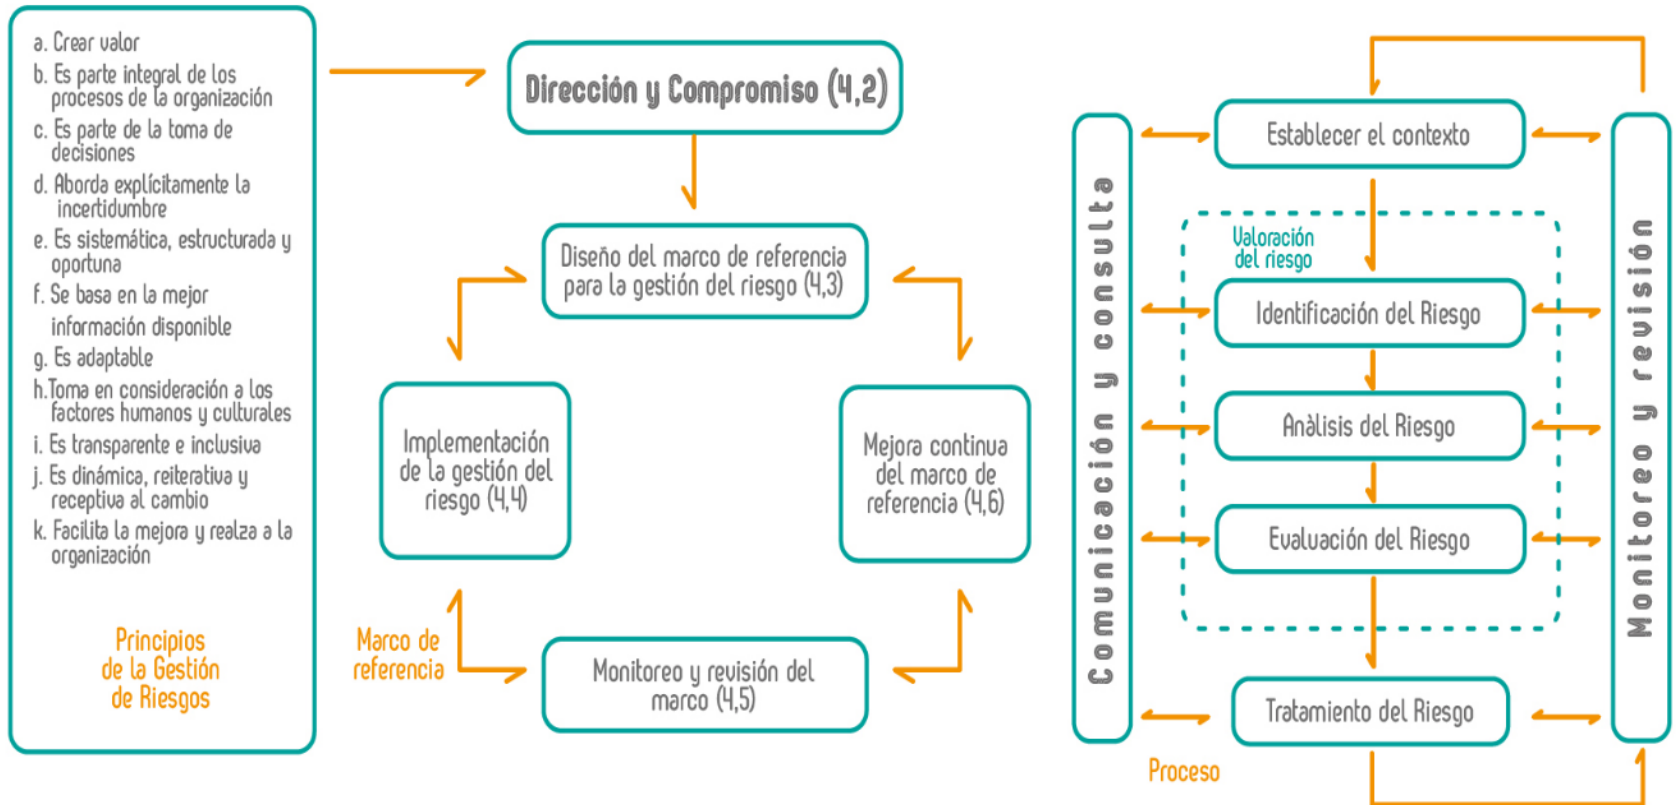 a. Crear valor
b. Es parte integral de los
procesos de la organización
c. Es parte de la toma de
decisiones
d. Aborda explícitamente la
incertidumbre
e. Es sistemática, estructurada y
oportuna
f. Se basa en la mejor
información disponible
g. Es adaptable
h.Toma en consideración a los
factores humanos y culturales
i. Es transparente e inclusiva
j. Es dinámica, reiterativa y
receptiva al cambio
k. Facilita la mejora y realza a la
organización
Principios
de la Gestión
de Riesgos
Dirección y Compromiso (4,2)
Diseño del marco de referencia
para la gestión del riesgo (4,3)
Implementación
de la gestión del
riesgo (4,4)
Mejora continua
del marco de
referencia (4,6)
Marco de
referencia
Monitoreo y revisión del
marco (4,5)
Comunicación y consulta
Establecer el contexto
Valoración
del riesgo
Identificación del Riesgo
Anàlisis del Riesgo
Evaluación del Riesgo
Tratamiento del Riesgo
Monitoreo y revisión
Proceso